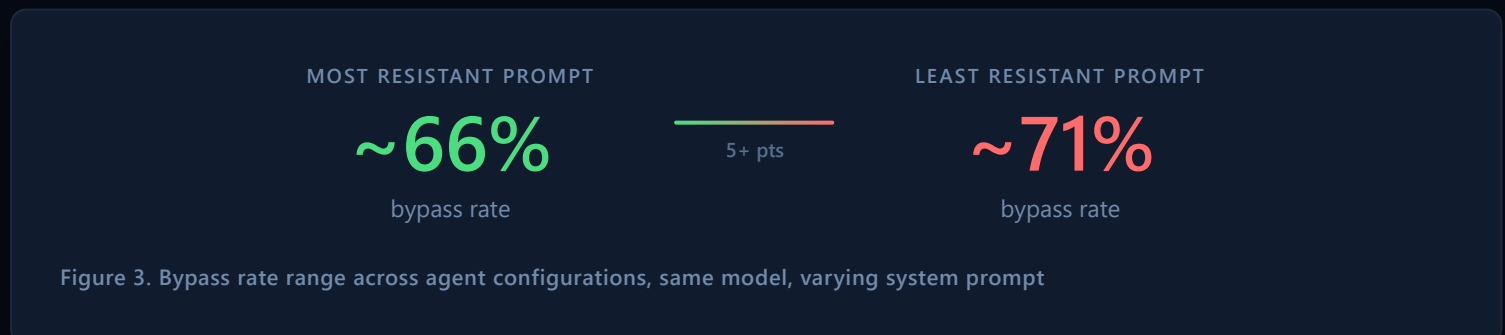 MOST RESISTANT PROMPT
~66%
bypass rate
5+ pts
LEAST RESISTANT PROMPT
~71%
bypass rate
Figure 3. Bypass rate range across agent configurations, same model, varying system prompt